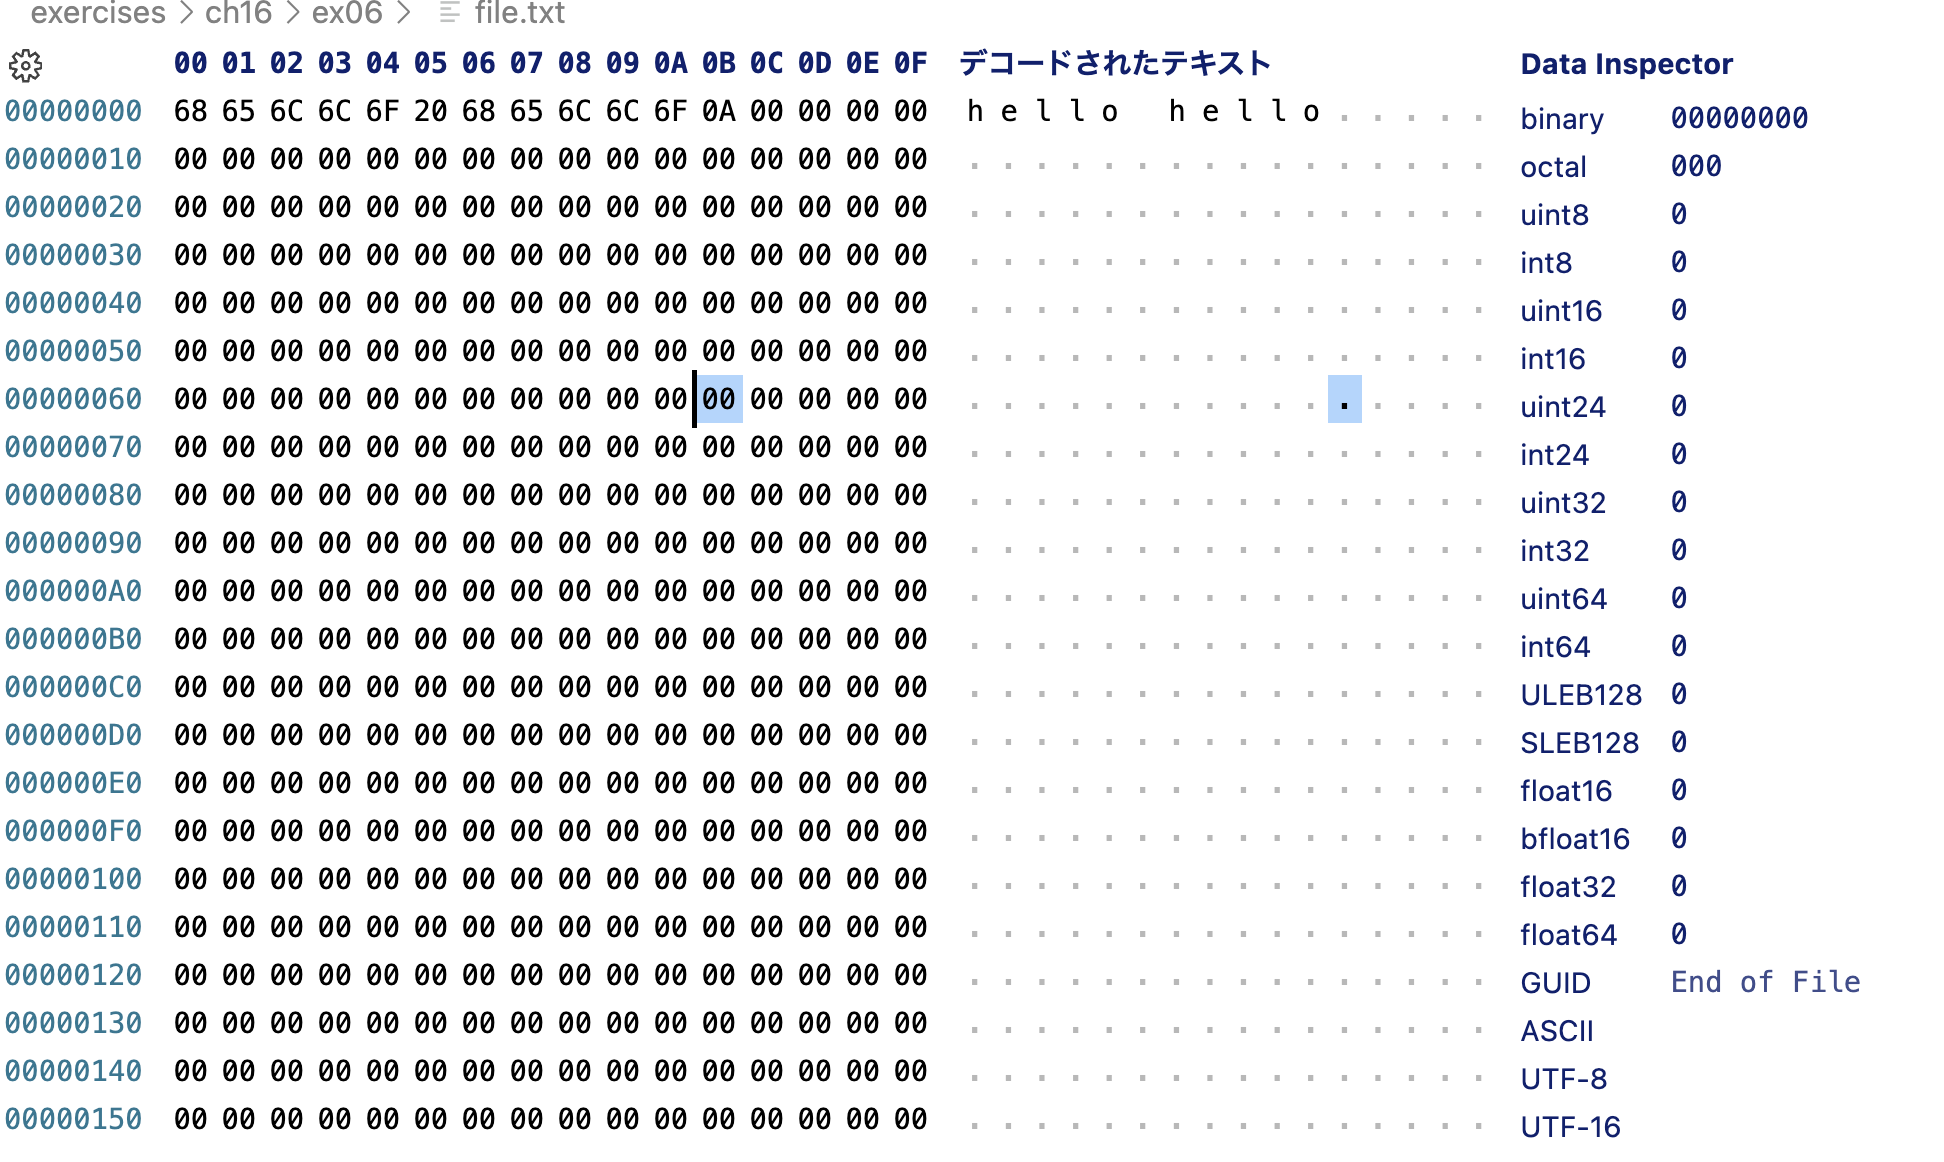 exercises > ch16 > ex06 > file.txt
00 01 02 03 04 05 06 07 08 09 0A 0B 0C 0D 0E 0F デコードされたテキスト Data Inspector
00000000 68 65 6C 6C 6F 20 68 65 6C 6C 6F 0A 00 00 00 00 h e l l o   h e l l o . . . . . binary 00000000
00000010 00 00 00 00 00 00 00 00 00 00 00 00 00 00 00 00 . . . . . . . . . . . . . . . . octal 000
00000020 00 00 00 00 00 00 00 00 00 00 00 00 00 00 00 00 . . . . . . . . . . . . . . . . uint8 0
00000030 00 00 00 00 00 00 00 00 00 00 00 00 00 00 00 00 . . . . . . . . . . . . . . . . int8 0
00000040 00 00 00 00 00 00 00 00 00 00 00 00 00 00 00 00 . . . . . . . . . . . . . . . . uint16 0
00000050 00 00 00 00 00 00 00 00 00 00 00 00 00 00 00 00 . . . . . . . . . . . . . . . . int16 0
00000060 00 00 00 00 00 00 00 00 00 00 00 00 00 00 00 00 . . . . . . . . . . . . . . . . uint24 0
00000070 00 00 00 00 00 00 00 00 00 00 00 00 00 00 00 00 . . . . . . . . . . . . . . . . int24 0
00000080 00 00 00 00 00 00 00 00 00 00 00 00 00 00 00 00 . . . . . . . . . . . . . . . . uint32 0
00000090 00 00 00 00 00 00 00 00 00 00 00 00 00 00 00 00 . . . . . . . . . . . . . . . . int32 0
000000A0 00 00 00 00 00 00 00 00 00 00 00 00 00 00 00 00 . . . . . . . . . . . . . . . . uint64 0
000000B0 00 00 00 00 00 00 00 00 00 00 00 00 00 00 00 00 . . . . . . . . . . . . . . . . int64 0
000000C0 00 00 00 00 00 00 00 00 00 00 00 00 00 00 00 00 . . . . . . . . . . . . . . . . ULEB128 0
000000D0 00 00 00 00 00 00 00 00 00 00 00 00 00 00 00 00 . . . . . . . . . . . . . . . . SLEB128 0
000000E0 00 00 00 00 00 00 00 00 00 00 00 00 00 00 00 00 . . . . . . . . . . . . . . . . float16 0
000000F0 00 00 00 00 00 00 00 00 00 00 00 00 00 00 00 00 . . . . . . . . . . . . . . . . bfloat16 0
00000100 00 00 00 00 00 00 00 00 00 00 00 00 00 00 00 00 . . . . . . . . . . . . . . . . float32 0
00000110 00 00 00 00 00 00 00 00 00 00 00 00 00 00 00 00 . . . . . . . . . . . . . . . . float64 0
00000120 00 00 00 00 00 00 00 00 00 00 00 00 00 00 00 00 . . . . . . . . . . . . . . . . GUID End of File
00000130 00 00 00 00 00 00 00 00 00 00 00 00 00 00 00 00 . . . . . . . . . . . . . . . . ASCII
00000140 00 00 00 00 00 00 00 00 00 00 00 00 00 00 00 00 . . . . . . . . . . . . . . . . UTF-8
00000150 00 00 00 00 00 00 00 00 00 00 00 00 00 00 00 00 . . . . . . . . . . . . . . . . UTF-16